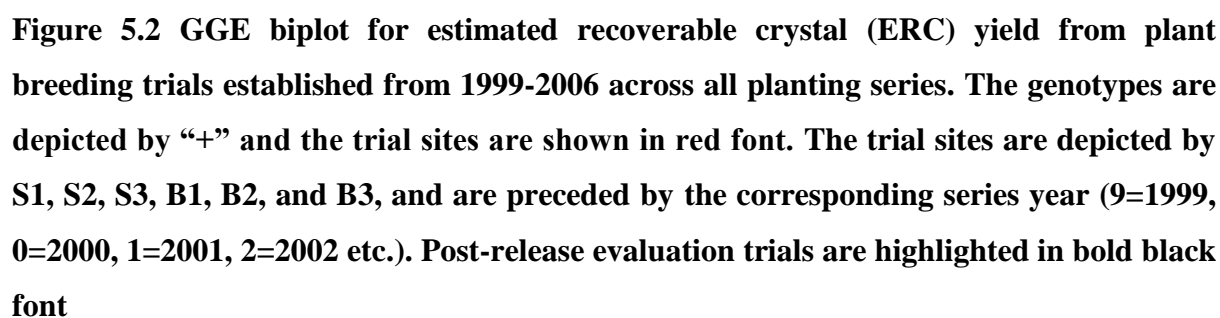 Figure 5.2 GGE biplot for estimated recoverable crystal (ERC) yield from plant
breeding trials established from 1999-2006 across all planting series. The genotypes are
depicted by “+” and the trial sites are shown in red font. The trial sites are depicted by
S1, S2, S3, B1, B2, and B3, and are preceded by the corresponding series year (9=1999,
0=2000, 1=2001, 2=2002 etc.). Post-release evaluation trials are highlighted in bold black
font